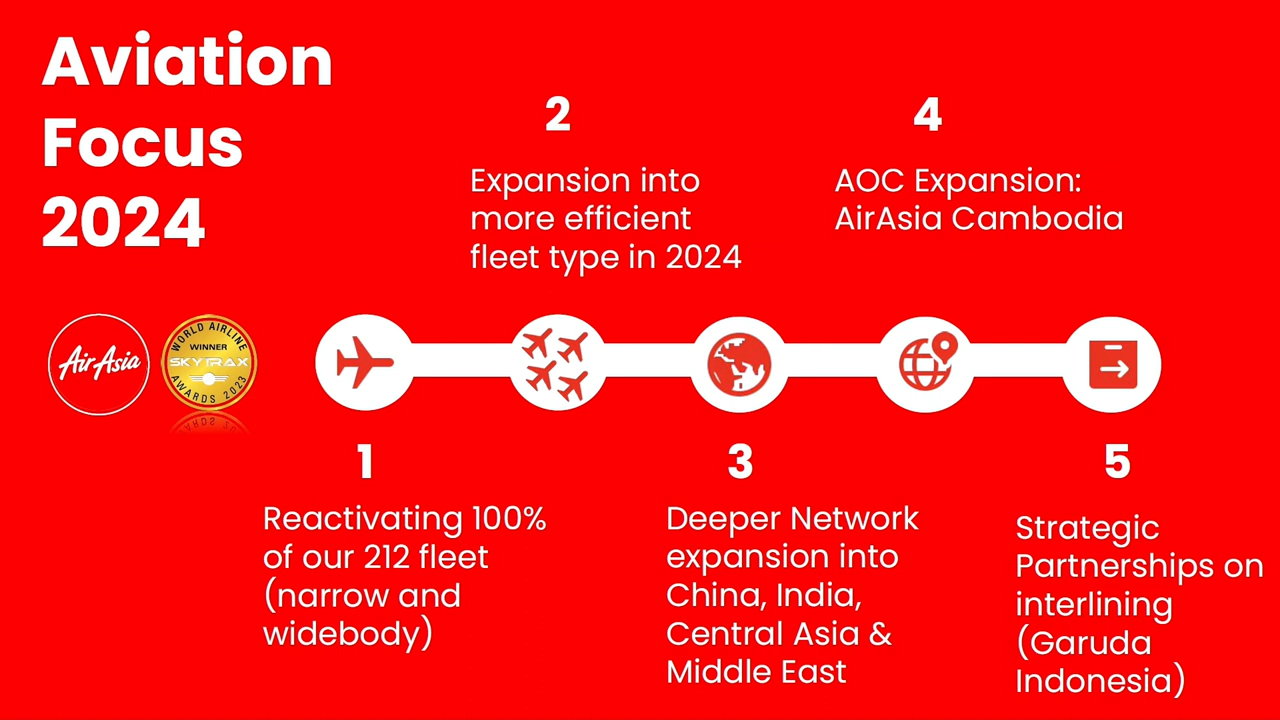 Aviation
Focus
2024
AirAsia
WORLD AIRLINE
WINNER
SKYTRAX
AWARDS 2023
1
Reactivating 100%
of our 212 fleet
(narrow and
widebody)
2
Expansion into
more efficient
fleet type in 2024
3
Deeper Network
expansion into
China, India,
Central Asia &
Middle East
4
AOC Expansion:
AirAsia Cambodia
5
Strategic
Partnerships on
interlining
(Garuda
Indonesia)